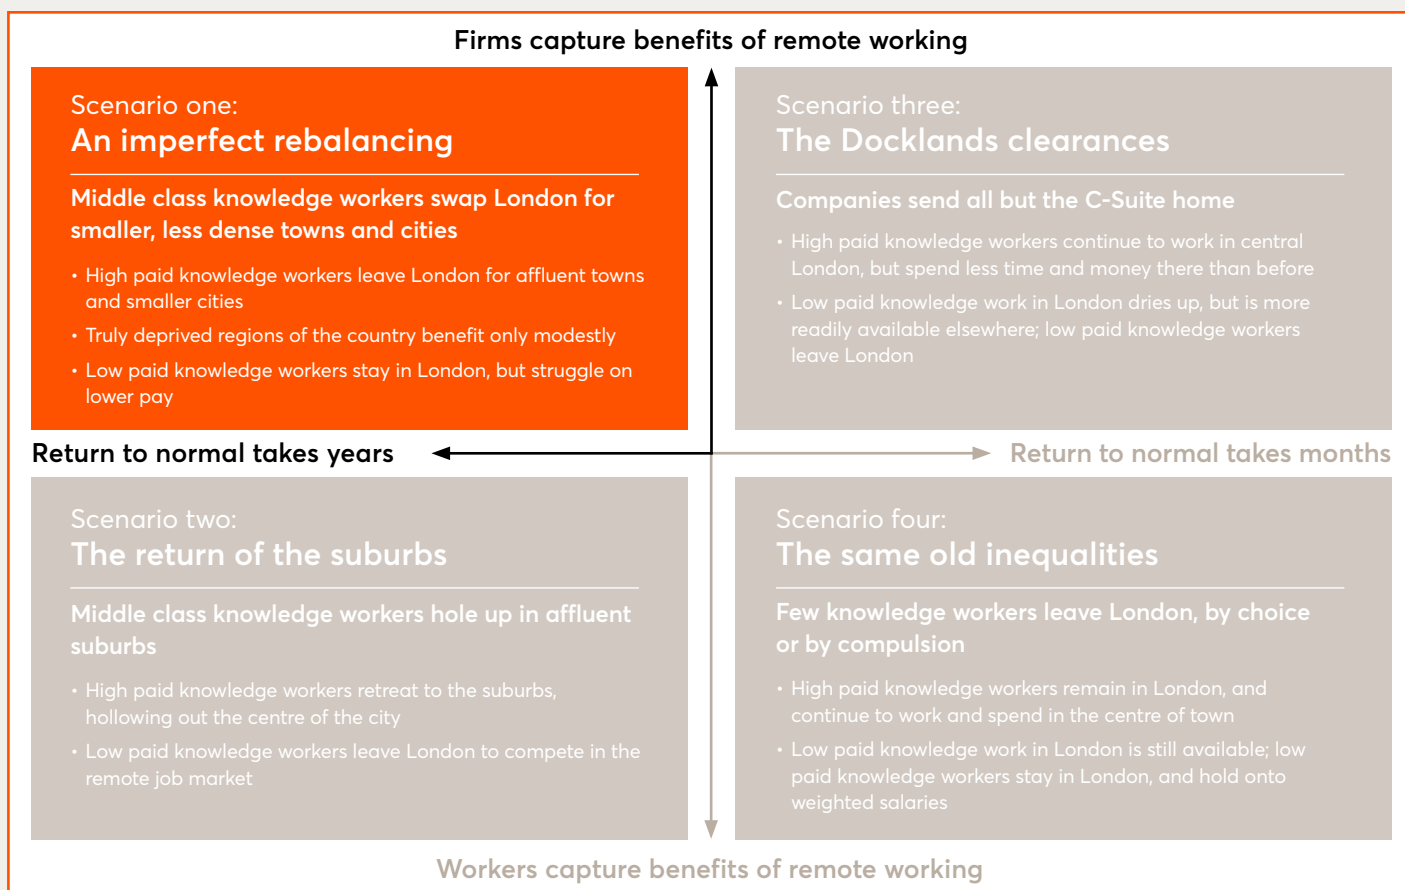 Firms capture benefits of remote working
Scenario one:
An imperfect rebalancing
Middle class knowledge workers swap London for
smaller, less dense towns and cities
• High paid knowledge workers leave London for affluent towns
and smaller cities
• Truly deprived regions of the country benefit only modestly
• Low paid knowledge workers stay in London, but struggle on
lower pay
Scenario three:
The Docklands clearances
Companies send all but the C-Suite home
• High paid knowledge workers continue to work in central
London, but spend less time and money there than before
• Low paid knowledge work in London dries up, but is more
readily available elsewhere; low paid knowledge workers
leave London
Return to normal takes years
Return to normal takes months
Scenario two:
The return of the suburbs
Middle class knowledge workers hole up in affluent
suburbs
• High paid knowledge workers retreat to the suburbs,
hollowing out the centre of the city
• Low paid knowledge workers leave London to compete in the
remote job market
Scenario four:
The same old inequalities
Few knowledge workers leave London, by choice
or by compulsion
• High paid knowledge workers remain in London, and
continue to work and spend in the centre of town
• Low paid knowledge work in London is still available; low
paid knowledge workers stay in London, and hold onto
weighted salaries
Workers capture benefits of remote working